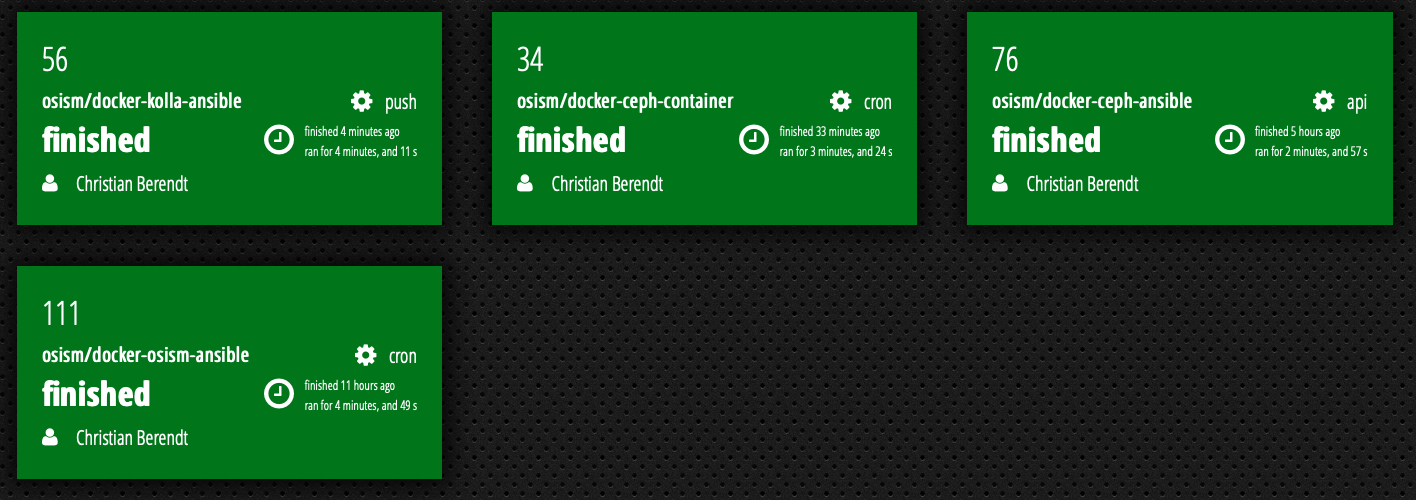 56
osism/docker-kolla-ansible push
finished finished 4 minutes ago
ran for 4 minutes, and 11 s
Christian Berendt
34
osism/docker-ceph-container cron
finished finished 33 minutes ago
ran for 3 minutes, and 24 s
Christian Berendt
76
osism/docker-ceph-ansible api
finished finished 5 hours ago
ran for 2 minutes, and 57 s
Christian Berendt
111
osism/docker-osism-ansible cron
finished finished 11 hours ago
ran for 4 minutes, and 49 s
Christian Berendt